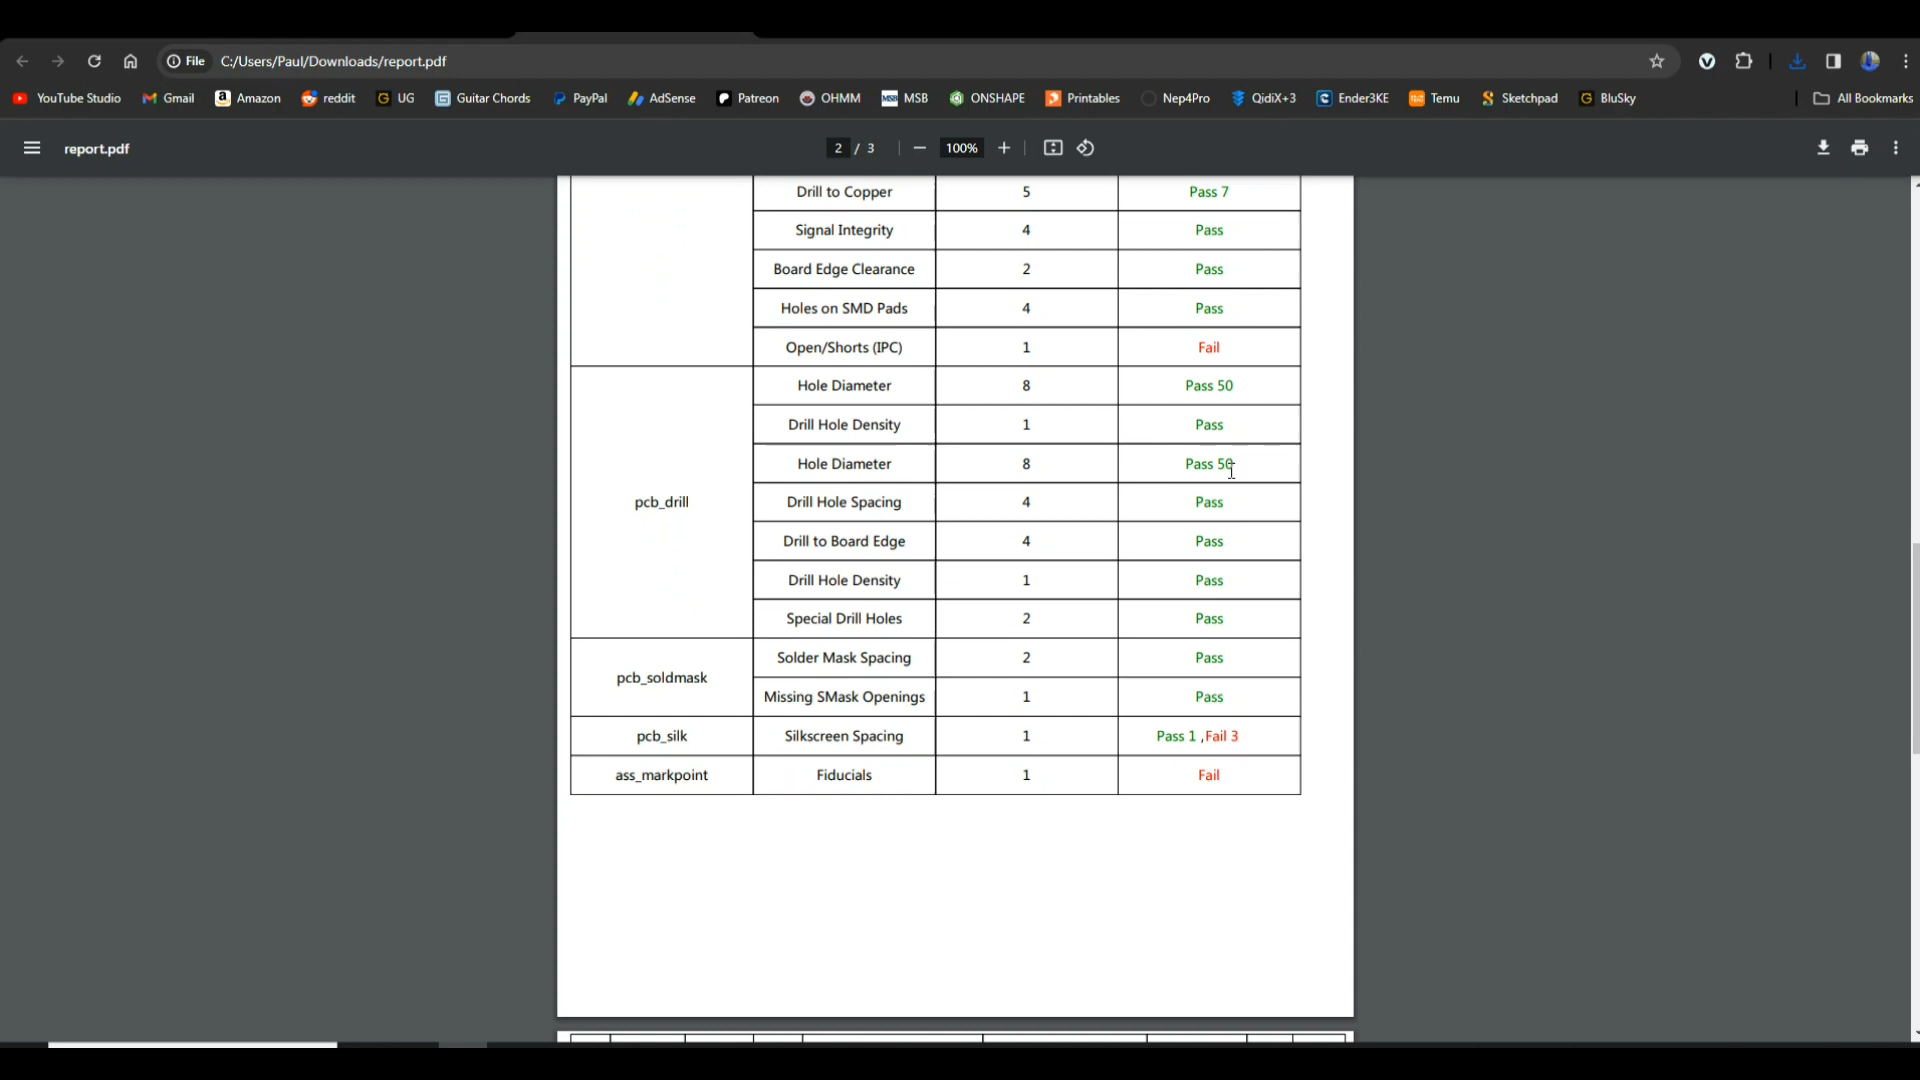 File C:/Users/Paul/Downloads/report.pdf
YouTube Studio Gmail Amazon reddit UG Guitar Chords PayPal AdSense Patreon OHMM MSB ONSHAPE Printables Nep4Pro QidiX+3 Ender3KE Temu Sketchpad BluSky All Bookmarks
report.pdf 2 / 3 100%
Drill to Copper 5 Pass 7
Signal Integrity 4 Pass
Board Edge Clearance 2 Pass
Holes on SMD Pads 4 Pass
Open/Shorts (IPC) 1 Fail
Hole Diameter 8 Pass 50
Drill Hole Density 1 Pass
Hole Diameter 8 Pass 50
pcb_drill Drill Hole Spacing 4 Pass
Drill to Board Edge 4 Pass
Drill Hole Density 1 Pass
Special Drill Holes 2 Pass
Solder Mask Spacing 2 Pass
pcb_soldmask
Missing SMask Openings 1 Pass
pcb_silk Silkscreen Spacing 1 Pass 1 ,Fail 3
ass_markpoint Fiducials 1 Fail